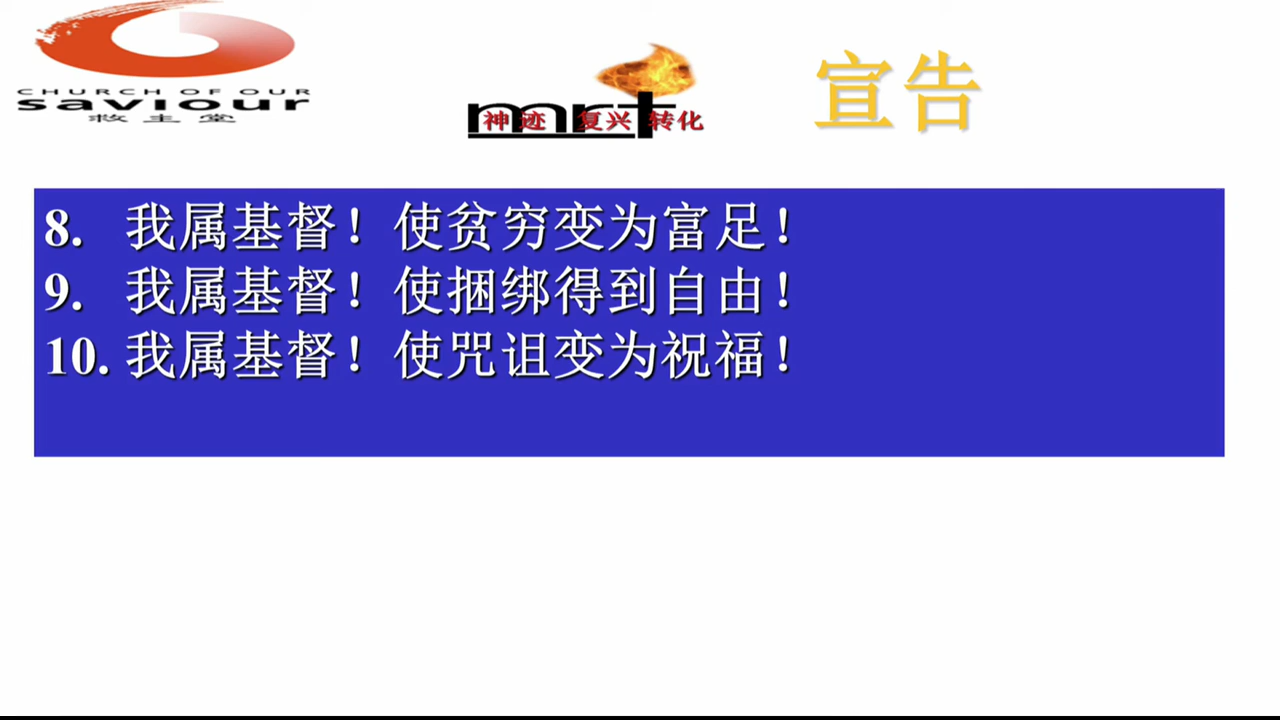 CHURCH OF OUR
saviour
救主堂
mrt
神迹 复兴 转化
宣告
8. 我属基督！使贫穷变为富足！
9. 我属基督！使捆绑得到自由！
10. 我属基督！使咒诅变为祝福！